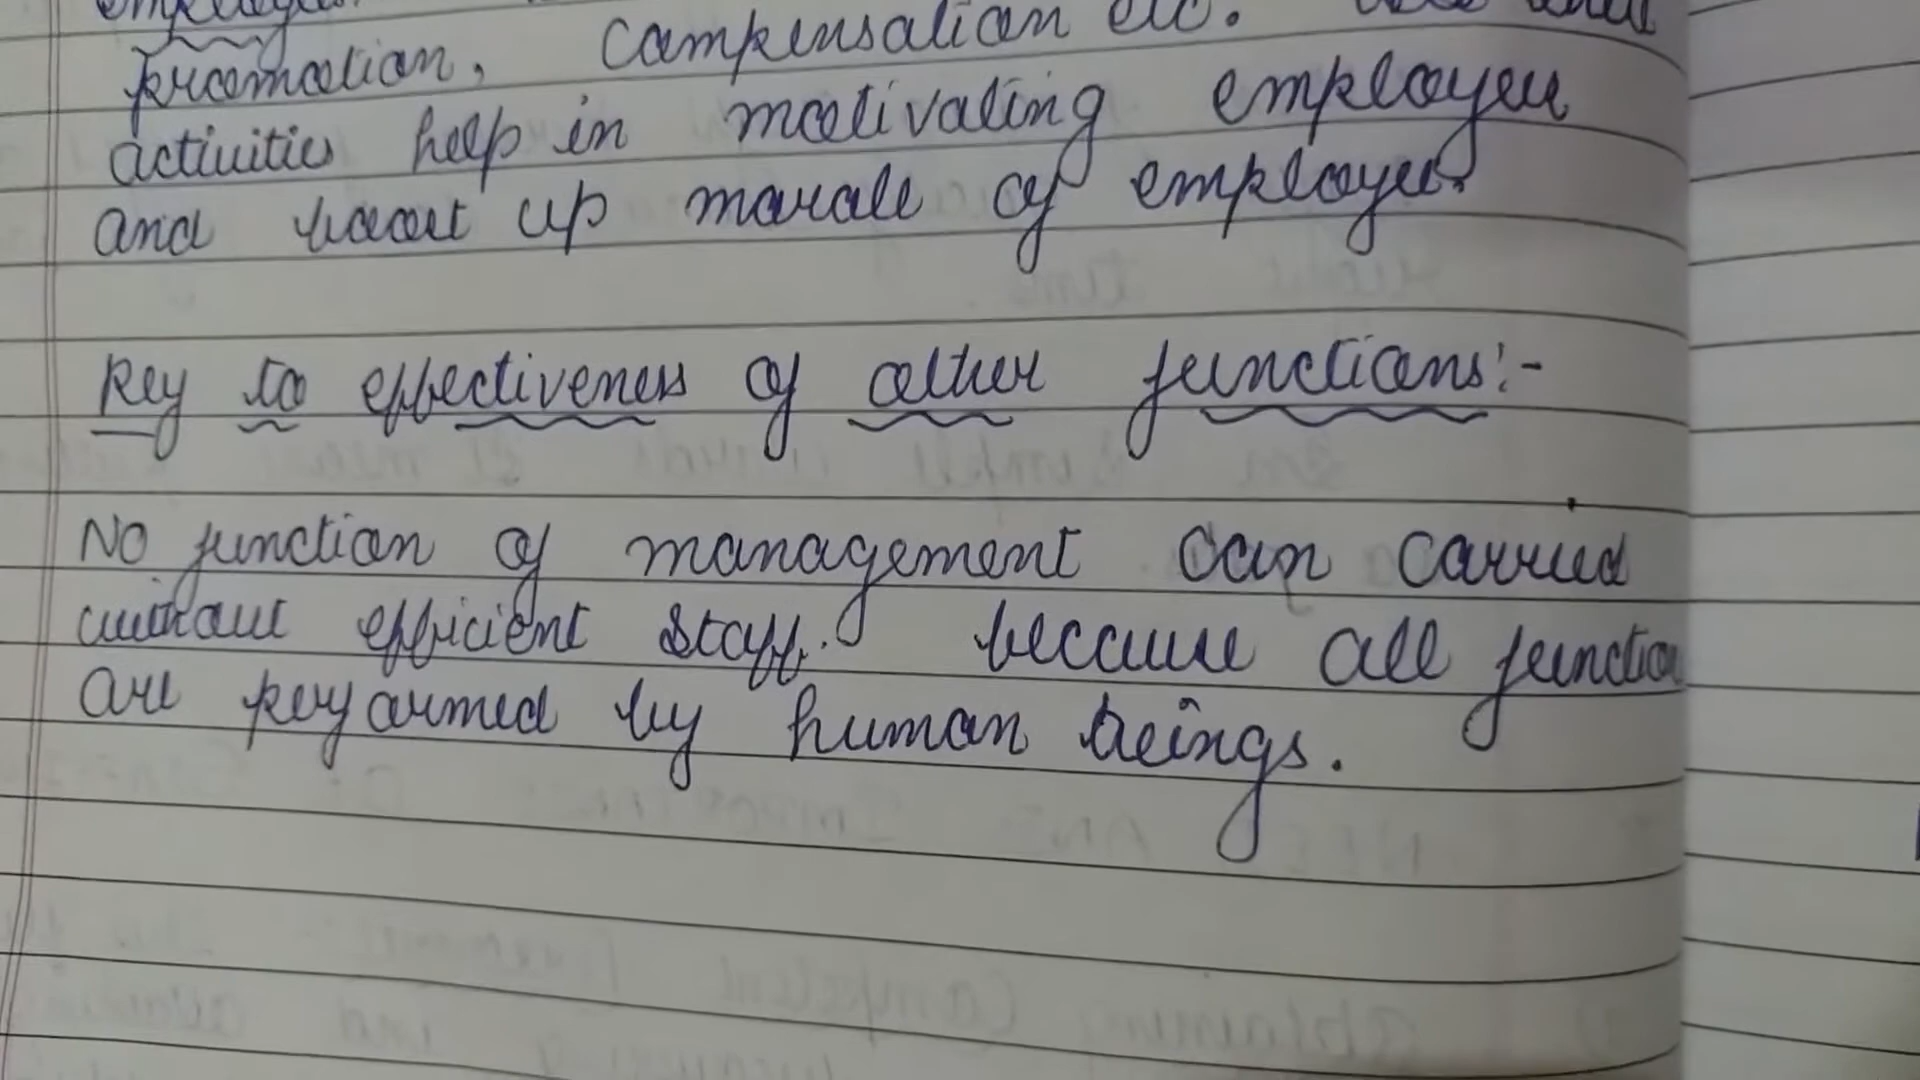 promotion, compensation etc.
activities help in motivating employees
and boost up morale of employees.
Key to effectiveness of other functions:-
No function of management can carried
without efficient staff. because all function
are performed by human beings.